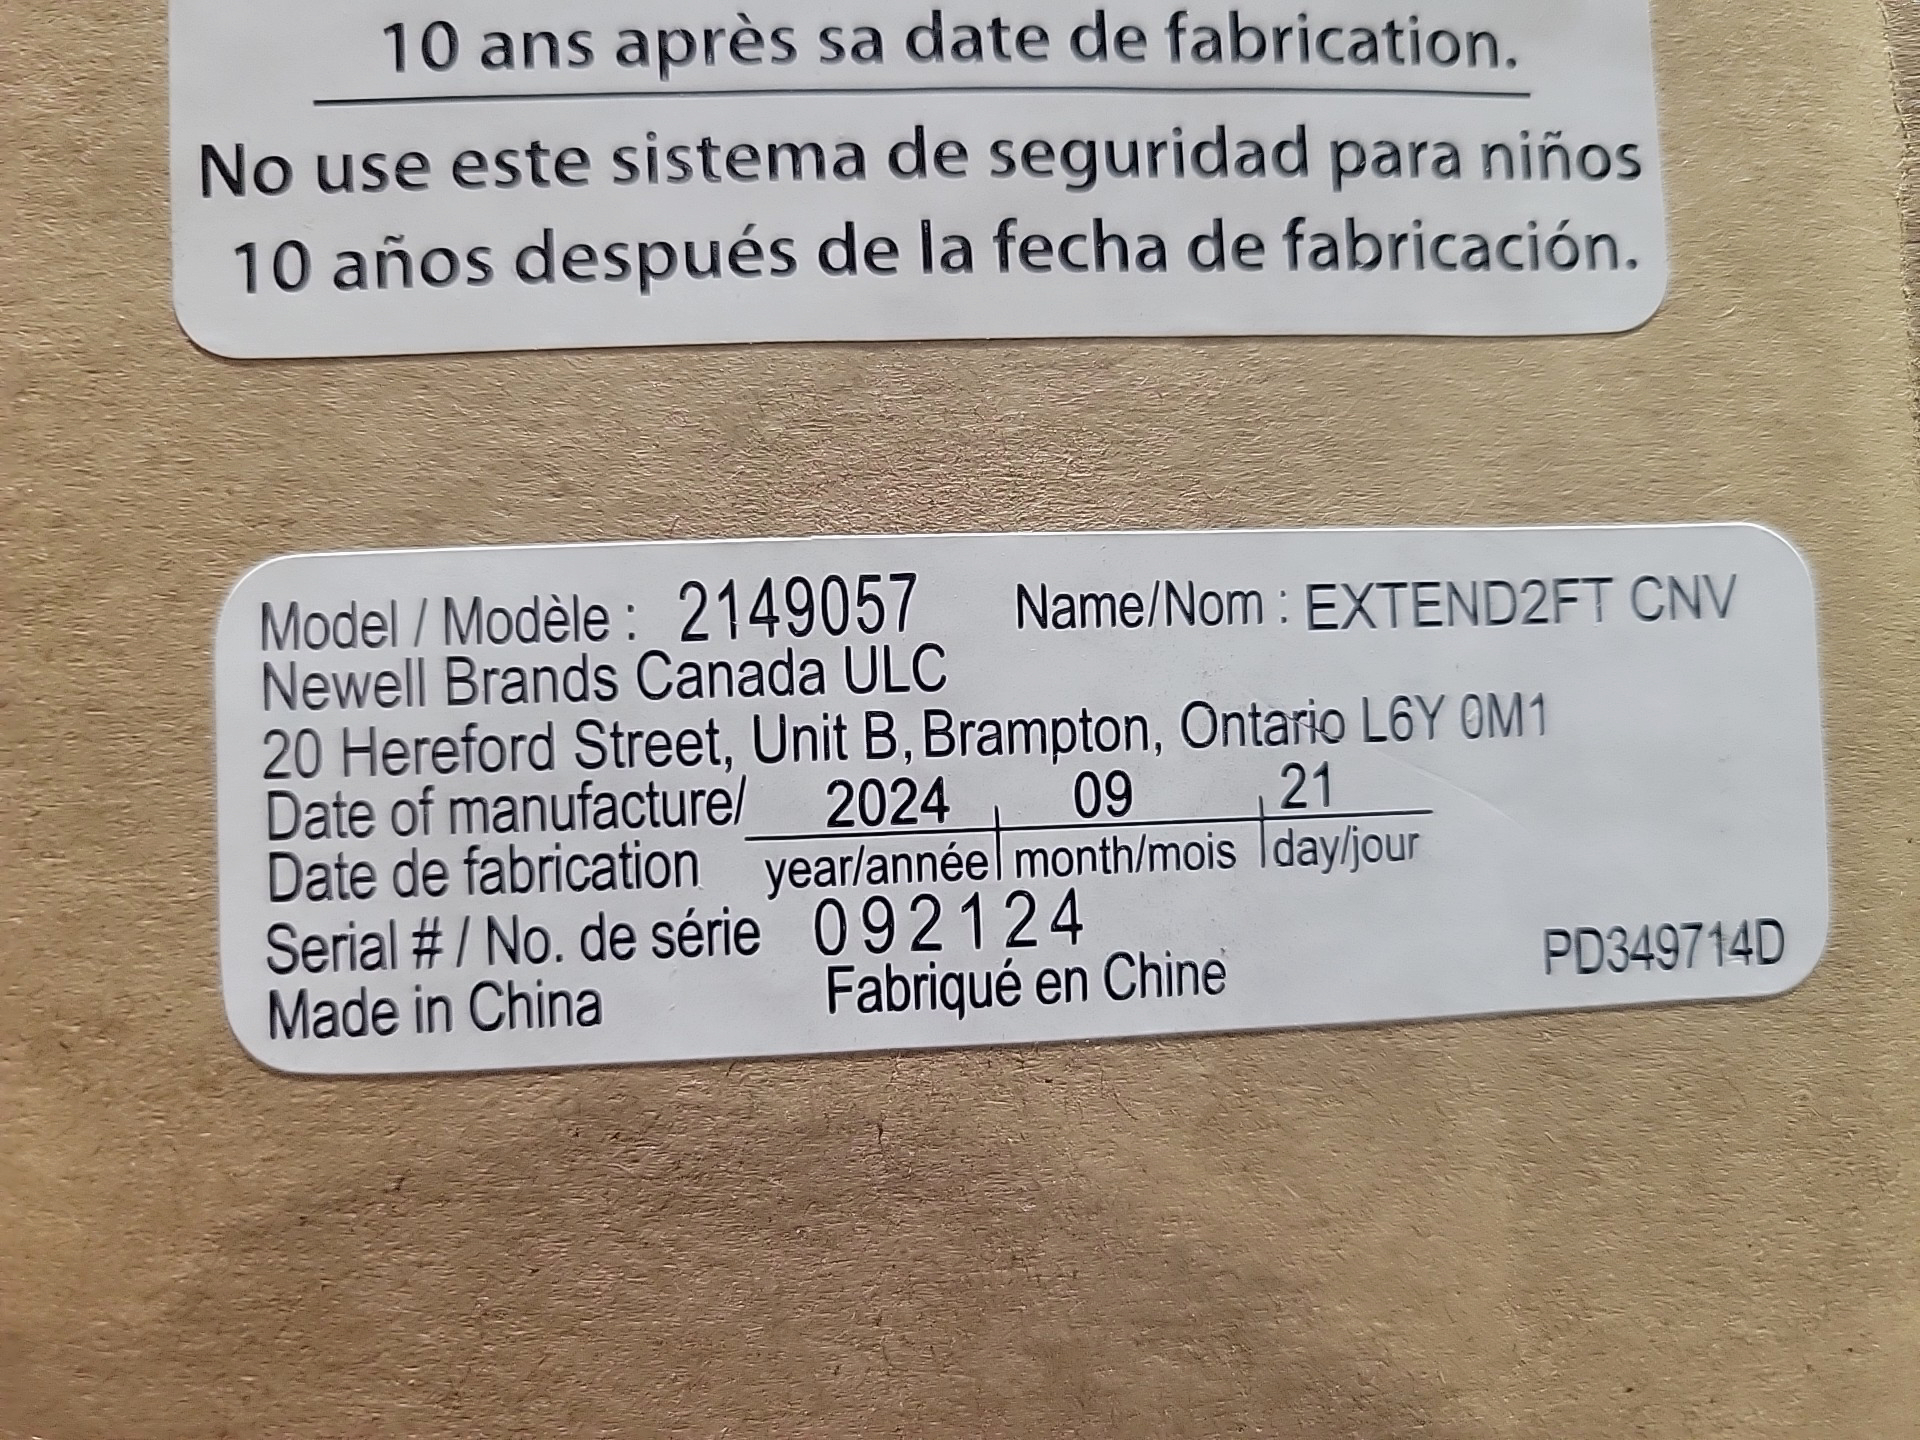 10 ans après sa date de fabrication.
No use este sistema de seguridad para niños
10 años después de la fecha de fabricación.
Model / Modèle : 2149057 Name/Nom : EXTEND2FT CNV
Newell Brands Canada ULC
20 Hereford Street, Unit B, Brampton, Ontario L6Y 0M1
Date of manufacture/ 2024 09 21
Date de fabrication year/année month/mois day/jour
Serial # / No. de série 092124
Made in China Fabriqué en Chine PD349714D